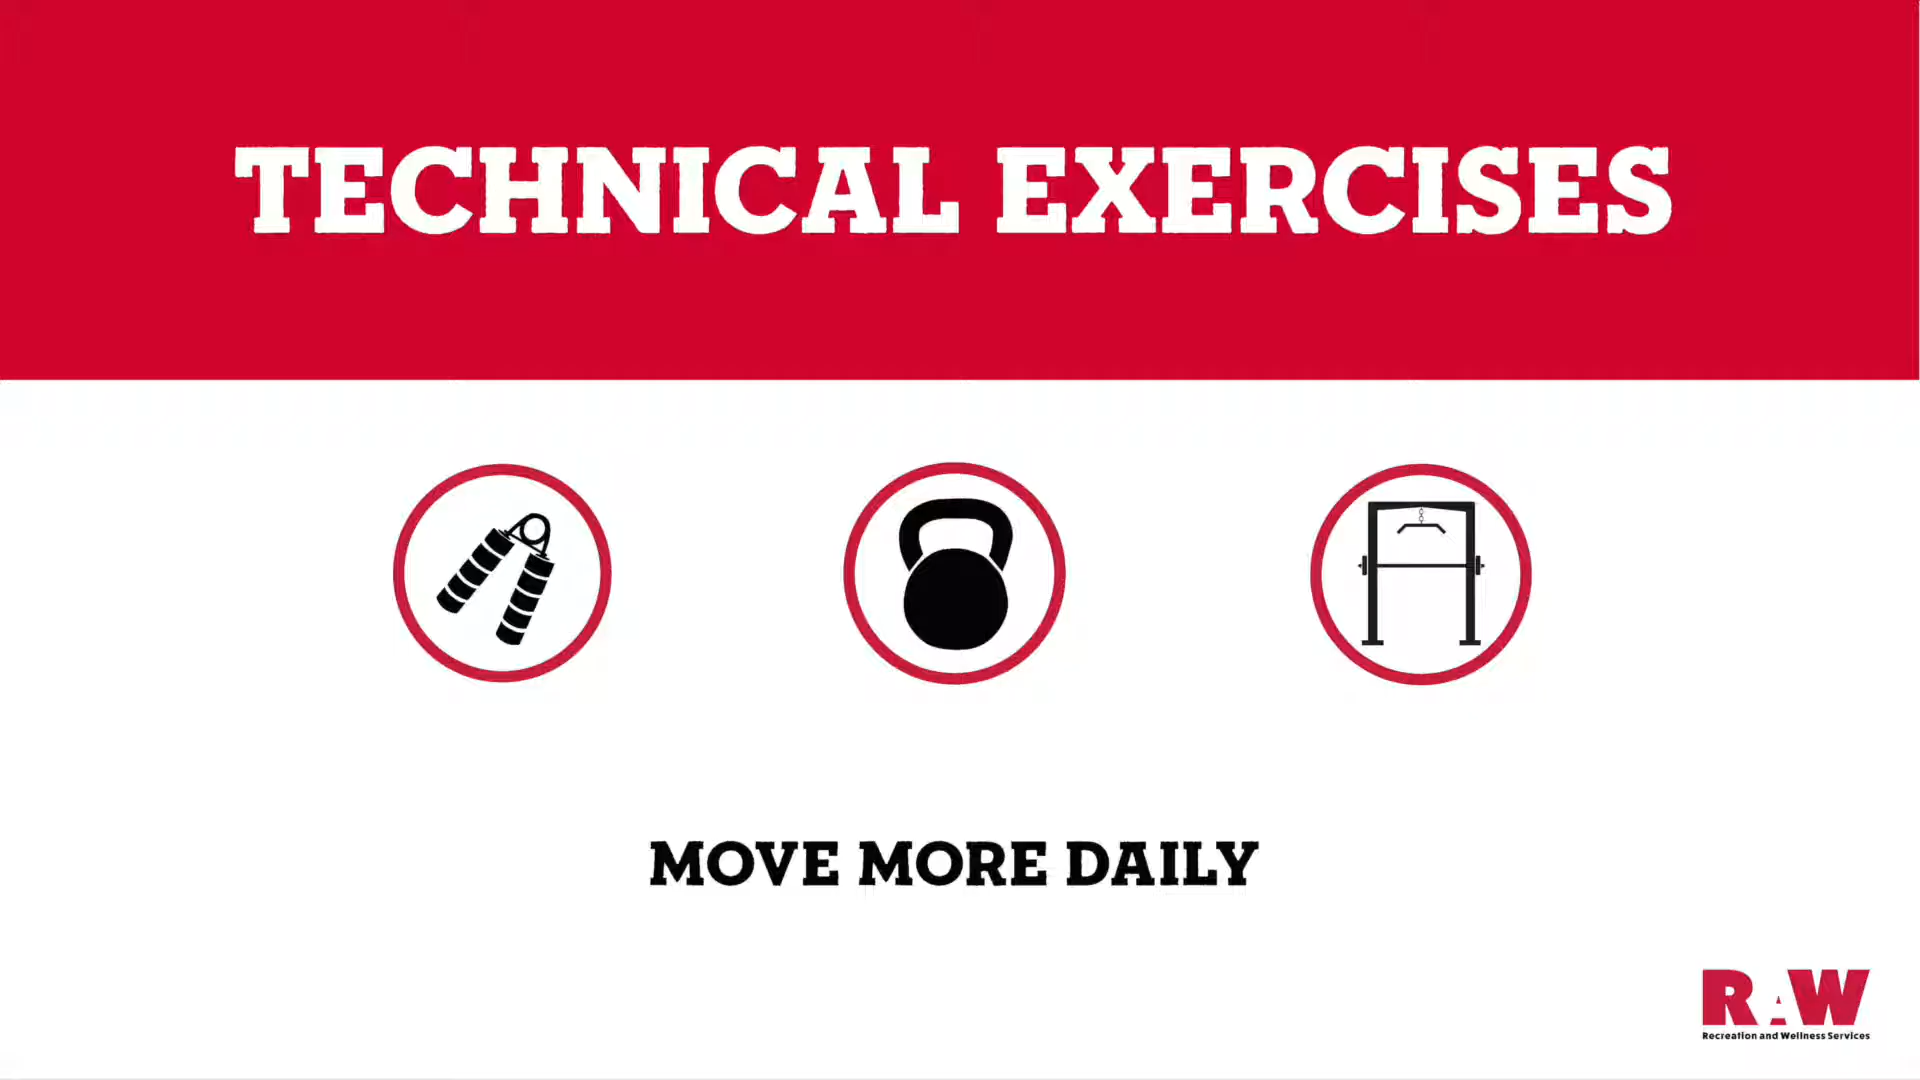 TECHNICAL EXERCISES
MOVE MORE DAILY
RAW
Recreation and Wellness Services